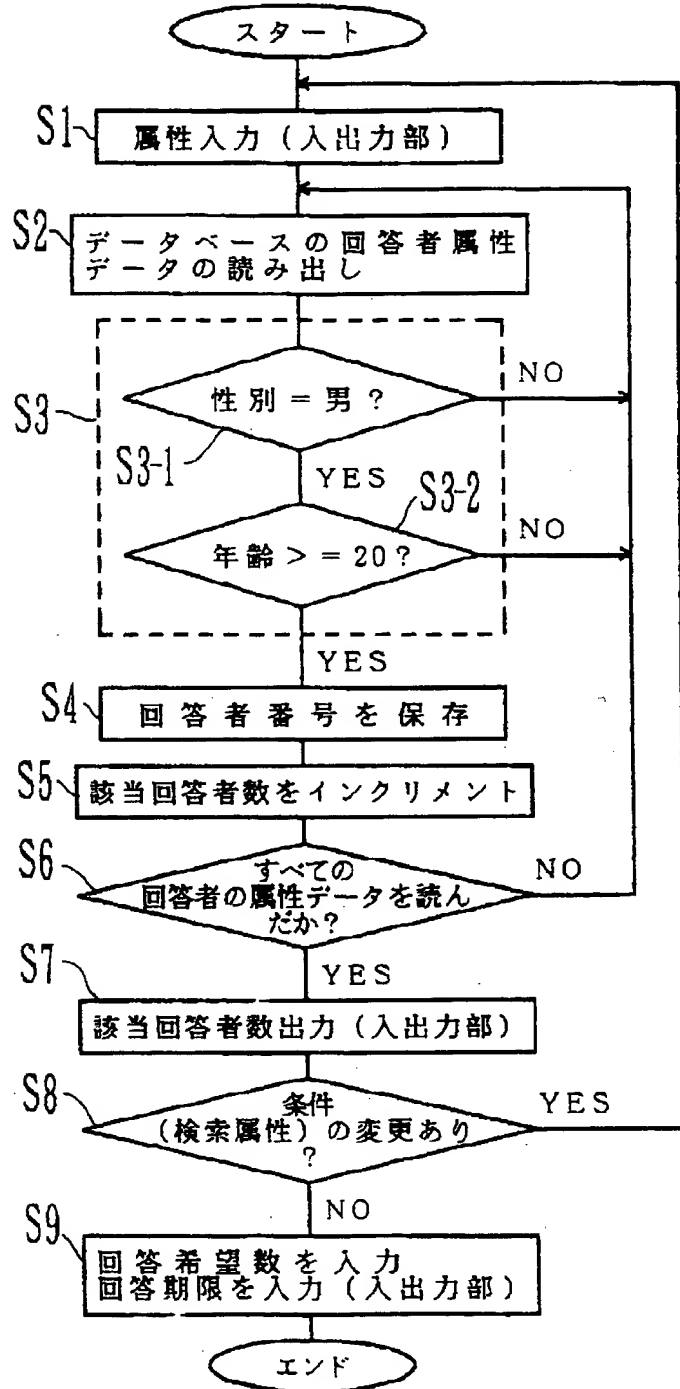 スタート
S1
属性入力（入出力部）
S2
データベースの回答者属性
データの読み出し
S3
性別＝男？
NO
S3-1
YES
S3-2
年齢＞＝20？
NO
YES
S4
回答者番号を保存
S5
該当回答者数をインクリメント
S6
すべての
回答者の属性データを読ん
だか？
NO
S7
YES
該当回答者数出力（入出力部）
S8
条件
（検索属性）の変更あり
？
YES
NO
S9
回答希望数を入力
回答期限を入力（入出力部）
エンド